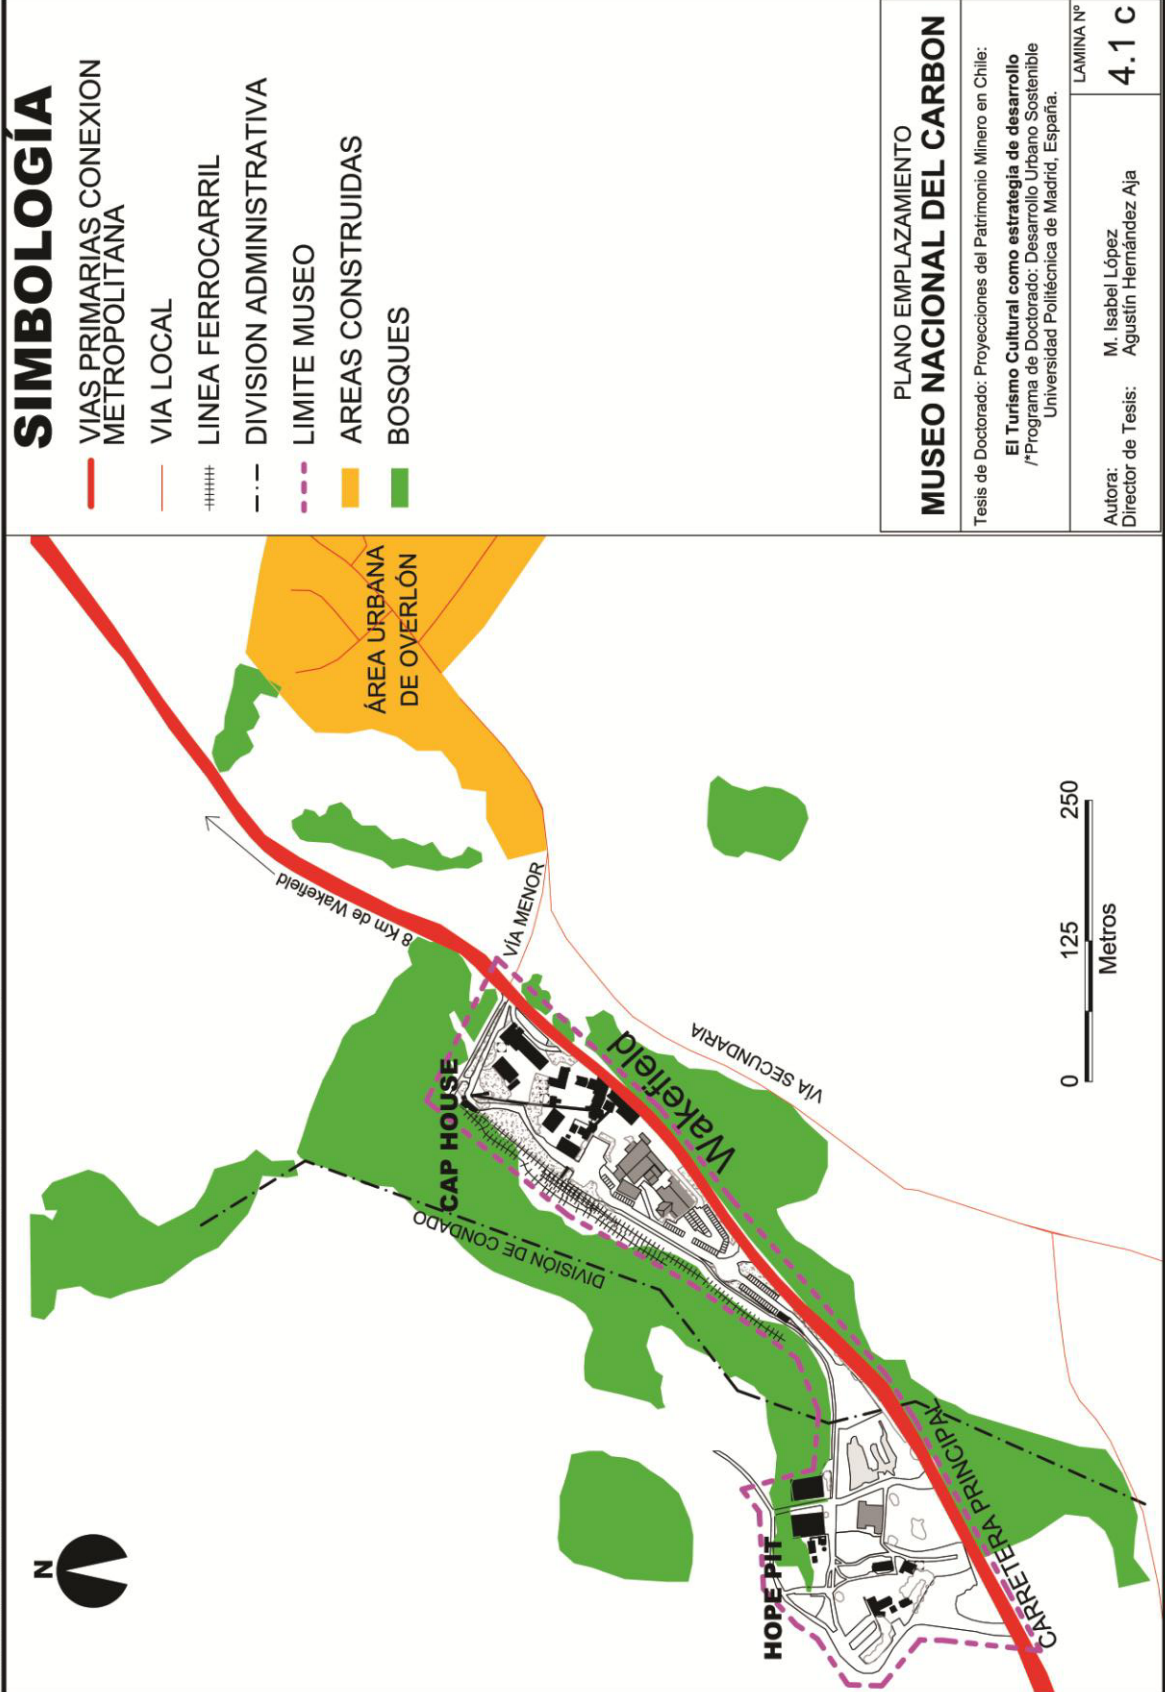 SIMBOLOGÍA
VIAS PRIMARIAS CONEXION
METROPOLITANA
VIA LOCAL
LINEA FERROCARRIL
DIVISION ADMINISTRATIVA
LIMITE MUSEO
AREAS CONSTRUIDAS
BOSQUES
PLANO EMPLAZAMIENTO
MUSEO NACIONAL DEL CARBON
Tesis de Doctorado: Proyecciones del Patrimonio Minero en Chile:
El Turismo Cultural como estrategia de desarrollo
/*Programa de Doctorado: Desarrollo Urbano Sostenible
Universidad Politécnica de Madrid, España.
Autora: M. Isabel López
Director de Tesis: Agustín Hernández Aja
LAMINA Nº
4.1 C
N
ÁREA URBANA
DE OVERLÓN
8 Km de Wakefield
VÍA MENOR
CAP HOUSE
DIVISIÓN DE CONDADO
Wakefield
VÍA SECUNDARIA
HOPE PIT
CARRETERA PRINCIPAL
0 125 250
Metros